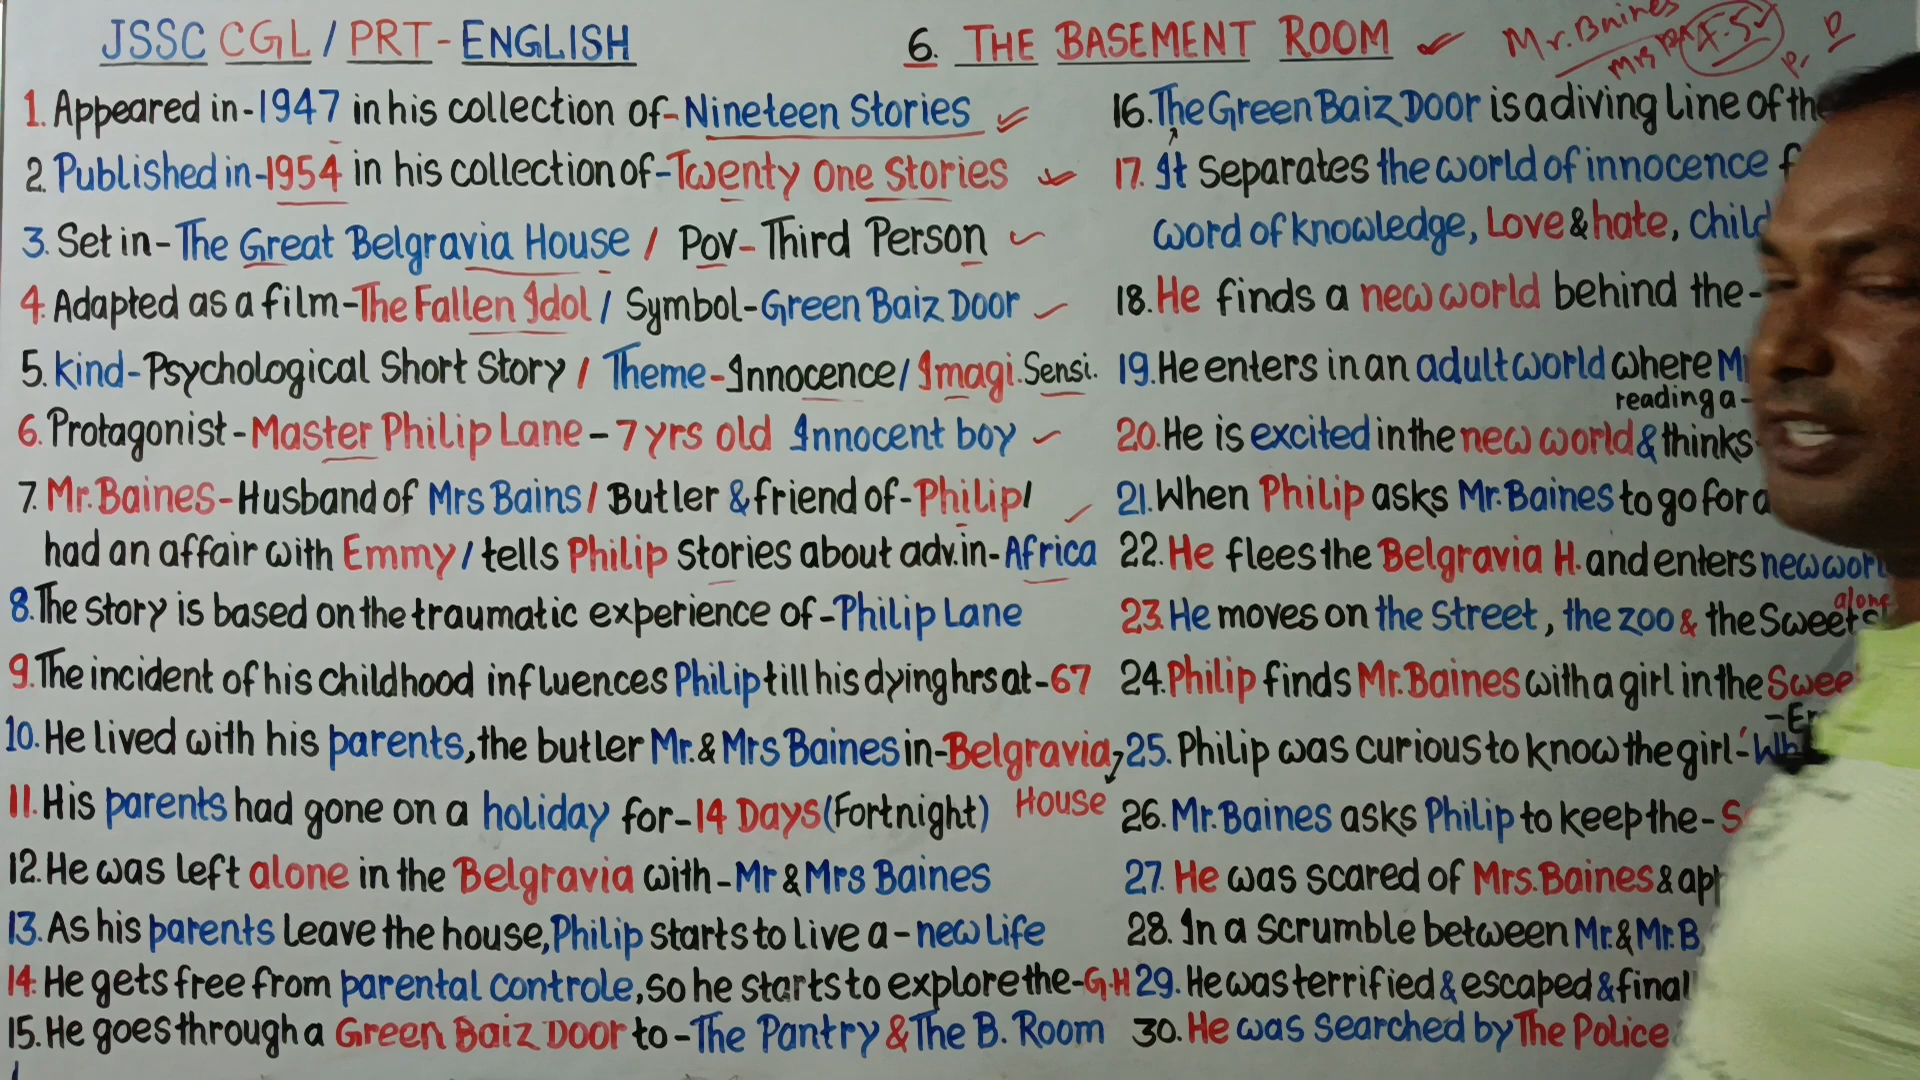 JSSC CGL / PRT - ENGLISH
6. THE BASEMENT ROOM
Mr. Baines
1. Appeared in - 1947 in his collection of - Nineteen Stories
2. Published in - 1954 in his collection of - Twenty One Stories
3. Set in - The Great Belgravia House / Pov - Third Person
4. Adapted as a film - The Fallen Idol / Symbol - Green Baiz Door
5. Kind - Psychological Short Story / Theme - Innocence / Imagi. Sensi.
6. Protagonist - Master Philip Lane - 7 yrs old Innocent boy
7. Mr. Baines - Husband of Mrs Bains / Butler & friend of - Philip /
had an affair with Emmy / tells Philip stories about adv. in - Africa
8. The story is based on the traumatic experience of - Philip Lane
9. The incident of his childhood influences Philip till his dying hrs at - 67
10. He lived with his parents, the butler Mr. & Mrs Baines in - Belgravia
House
11. His parents had gone on a holiday for - 14 Days (Fortnight)
12. He was left alone in the Belgravia with - Mr & Mrs Baines
13. As his parents leave the house, Philip starts to live a - new life
14. He gets free from parental controle, so he starts to explore the - G.H
15. He goes through a Green Baiz Door to - The Pantry & The B. Room
16. The Green Baiz Door is a diving line of
17. It separates the world of innocence
word of knowledge, Love & hate,
18. He finds a new world behind the -
19. He enters in an adult world where
reading a -
20. He is excited in the new world & thinks
21. When Philip asks Mr. Baines to go for a
22. He flees the Belgravia H. and enters new
23. He moves on the street, the zoo & the
alone
24. Philip finds Mr. Baines with a girl in the
25. Philip was curious to know the girl -
26. Mr. Baines asks Philip to keep the -
27. He was scared of Mrs. Baines &
28. In a scrumble between Mr. & Mr. B
29. He was terrified & escaped &
30. He was searched by The Police